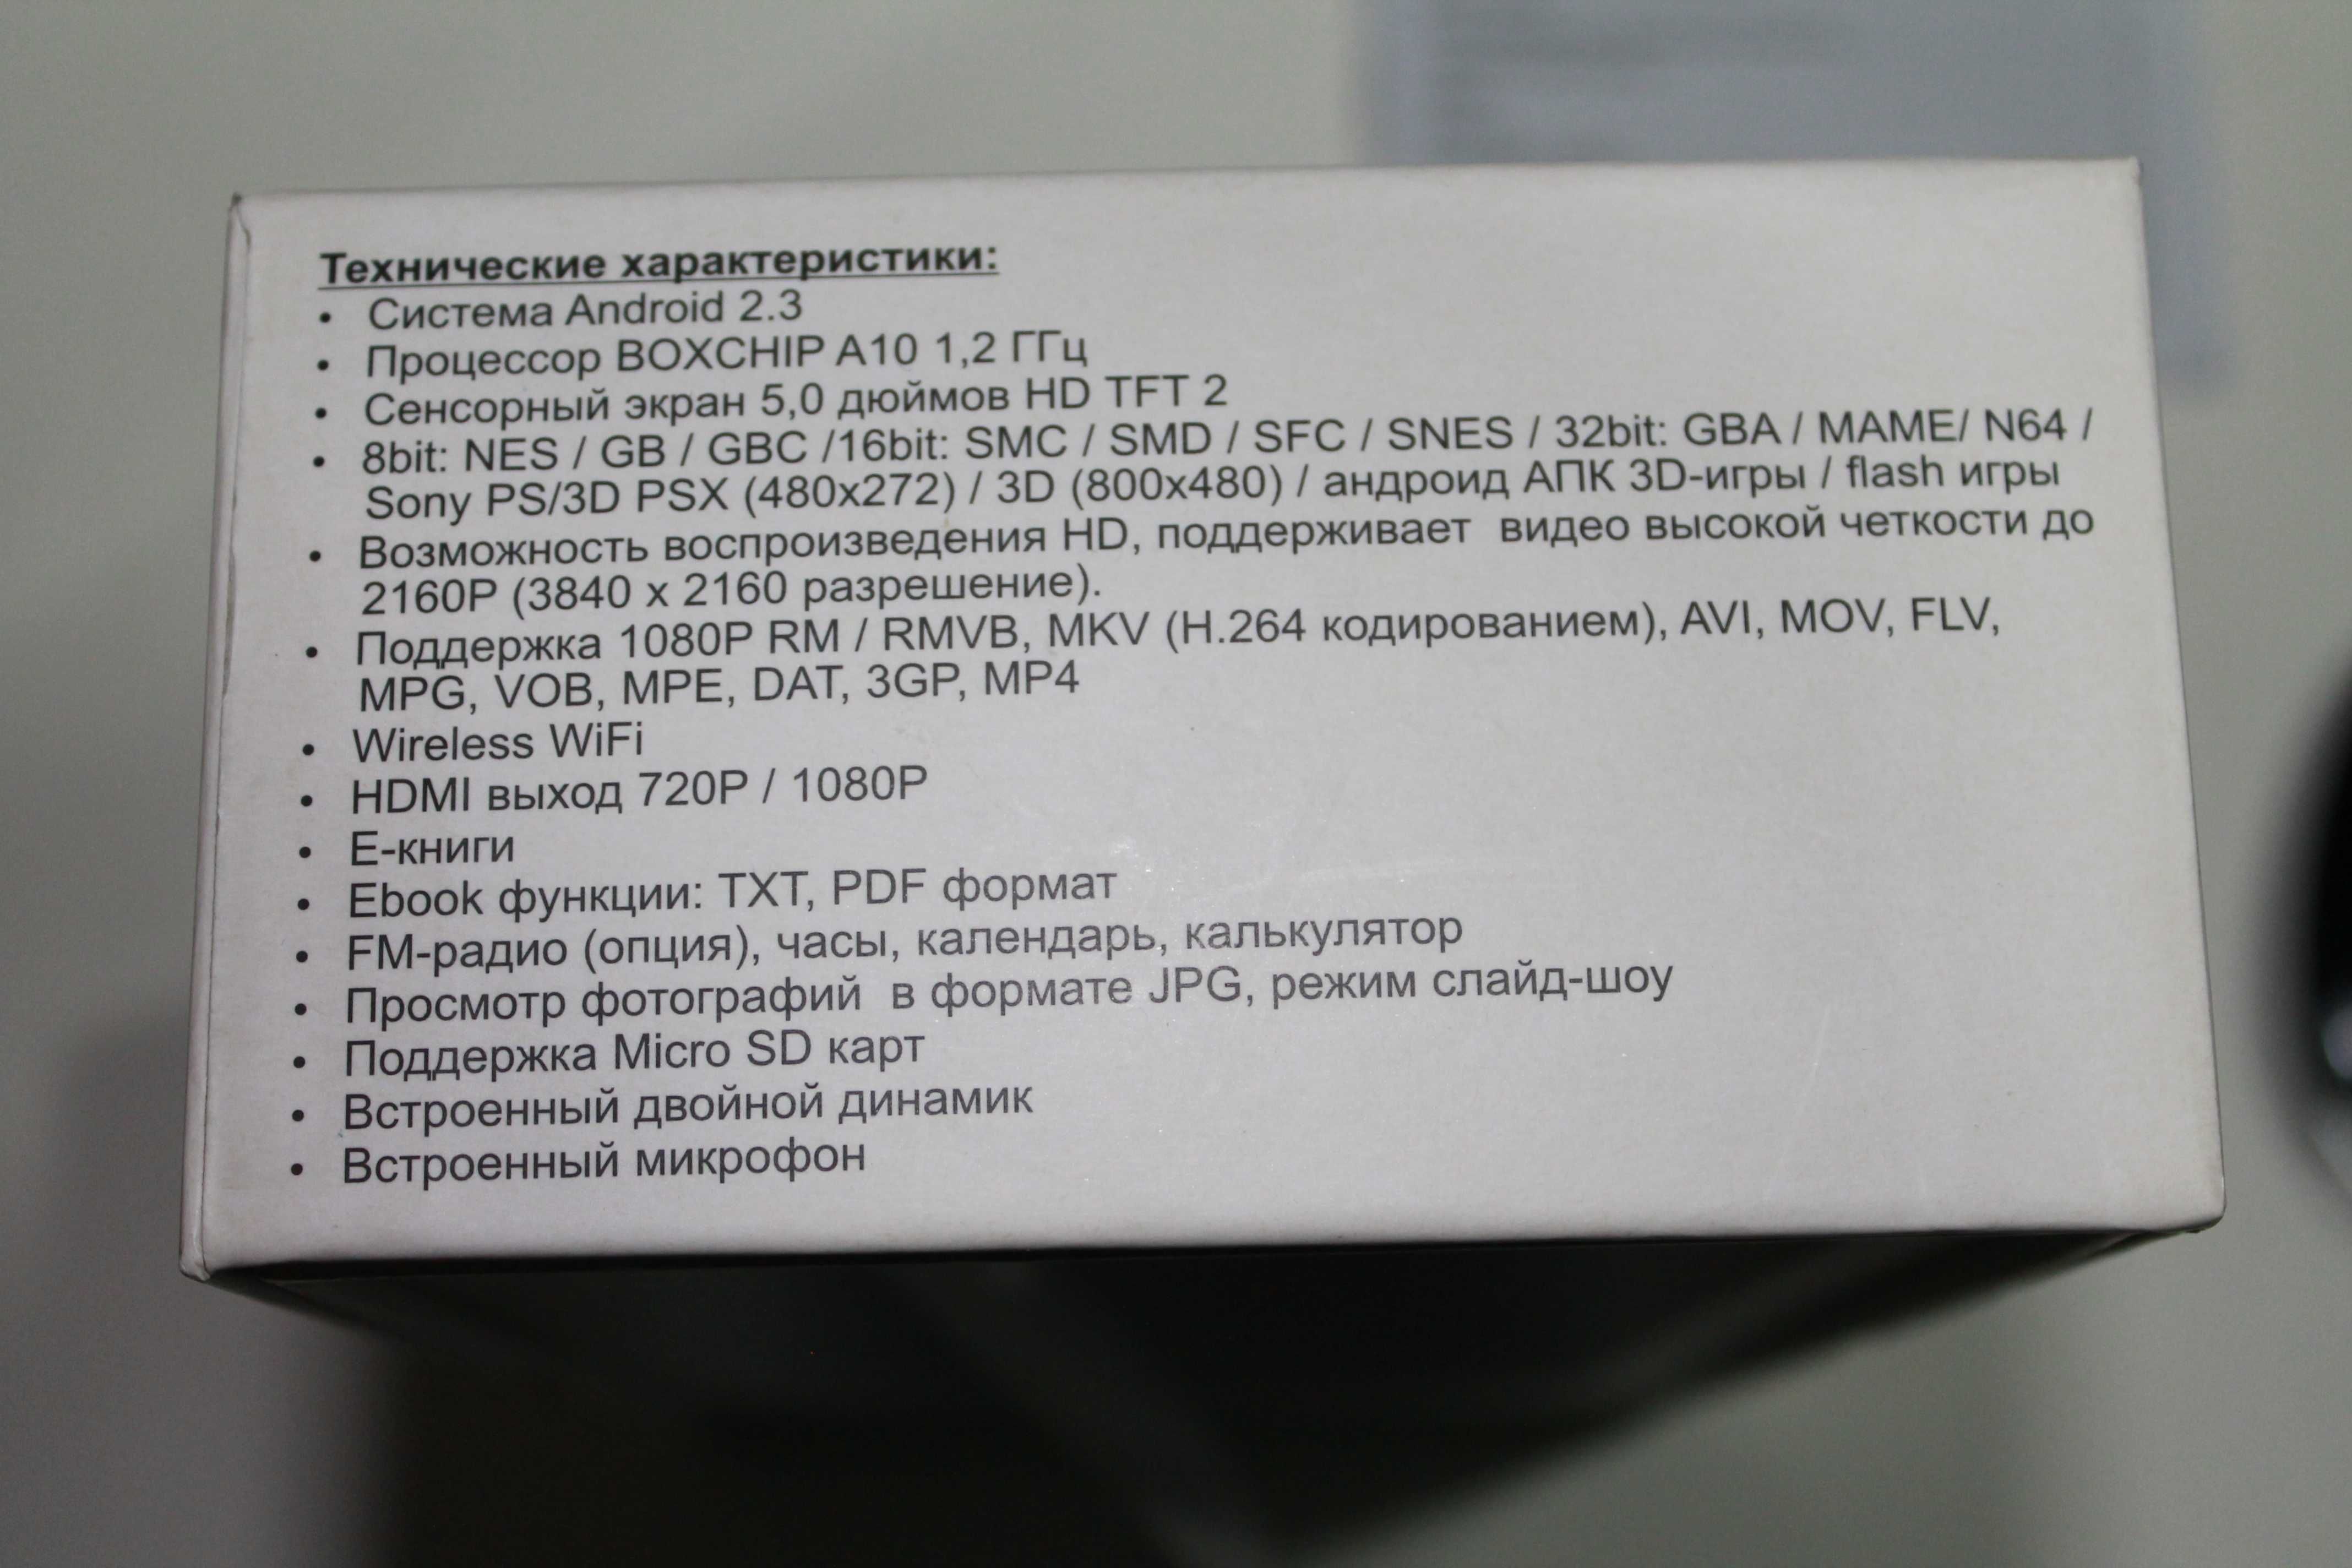 Технические характеристики:
• Система Android 2.3
• Процессор BOXCHIP A10 1,2 ГГц
• Сенсорный экран 5,0 дюймов HD TFT 2
• 8bit: NES / GB / GBC /16bit: SMC / SMD / SFC / SNES / 32bit: GBA / MAME/ N64 /
Sony PS/3D PSX (480x272) / 3D (800x480) / андроид АПК 3D-игры / flash игры
• Возможность воспроизведения HD, поддерживает видео высокой четкости до
2160P (3840 x 2160 разрешение).
• Поддержка 1080P RM / RMVB, MKV (H.264 кодированием), AVI, MOV, FLV,
MPG, VOB, MPE, DAT, 3GP, MP4
• Wireless WiFi
• HDMI выход 720P / 1080P
• Е-книги
• Ebook функции: TXT, PDF формат
• FM-радио (опция), часы, календарь, калькулятор
• Просмотр фотографий в формате JPG, режим слайд-шоу
• Поддержка Micro SD карт
• Встроенный двойной динамик
• Встроенный микрофон